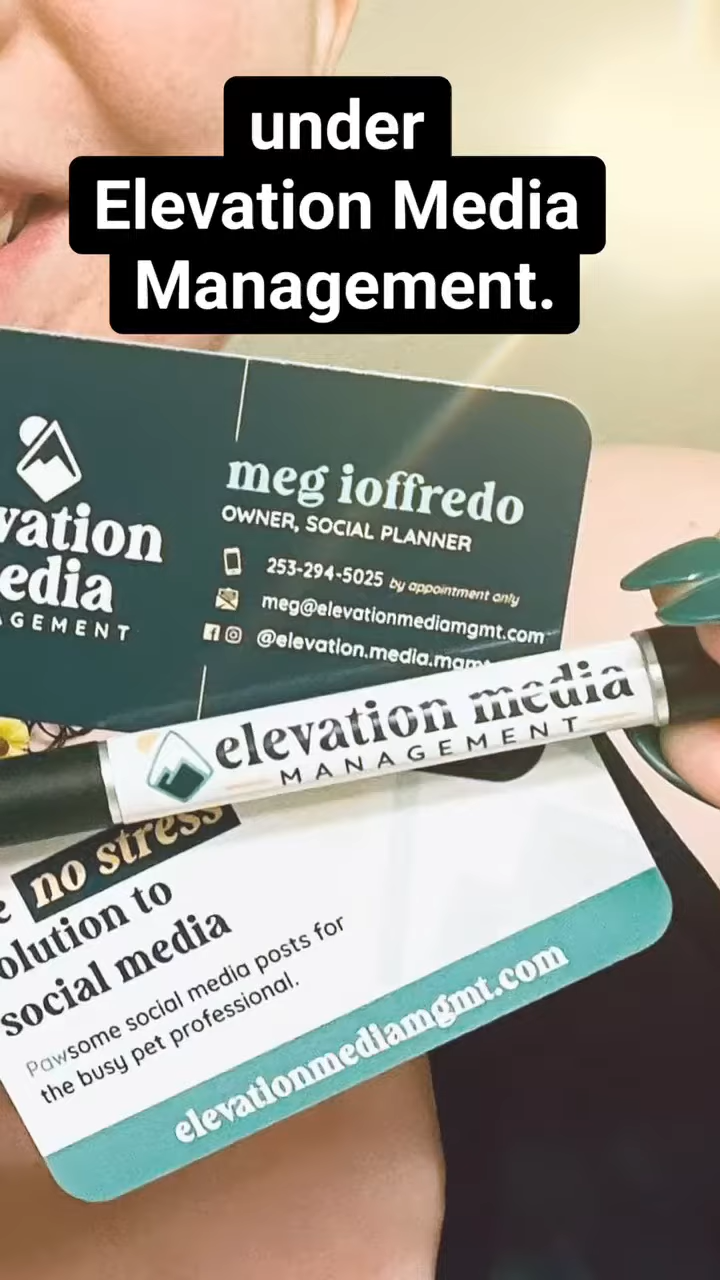 under
Elevation Media
Management.
vation
edia
GEMENT
meg ioffredo
OWNER, SOCIAL PLANNER
253-294-5025 by appointment only
meg@elevationmediamgmt.com
@elevation.media.mgm
elevation media
MANAGEMENT
e no stress
olution to
social media
Pawsome social media posts for
the busy pet professional.
elevationmediamgmt.com